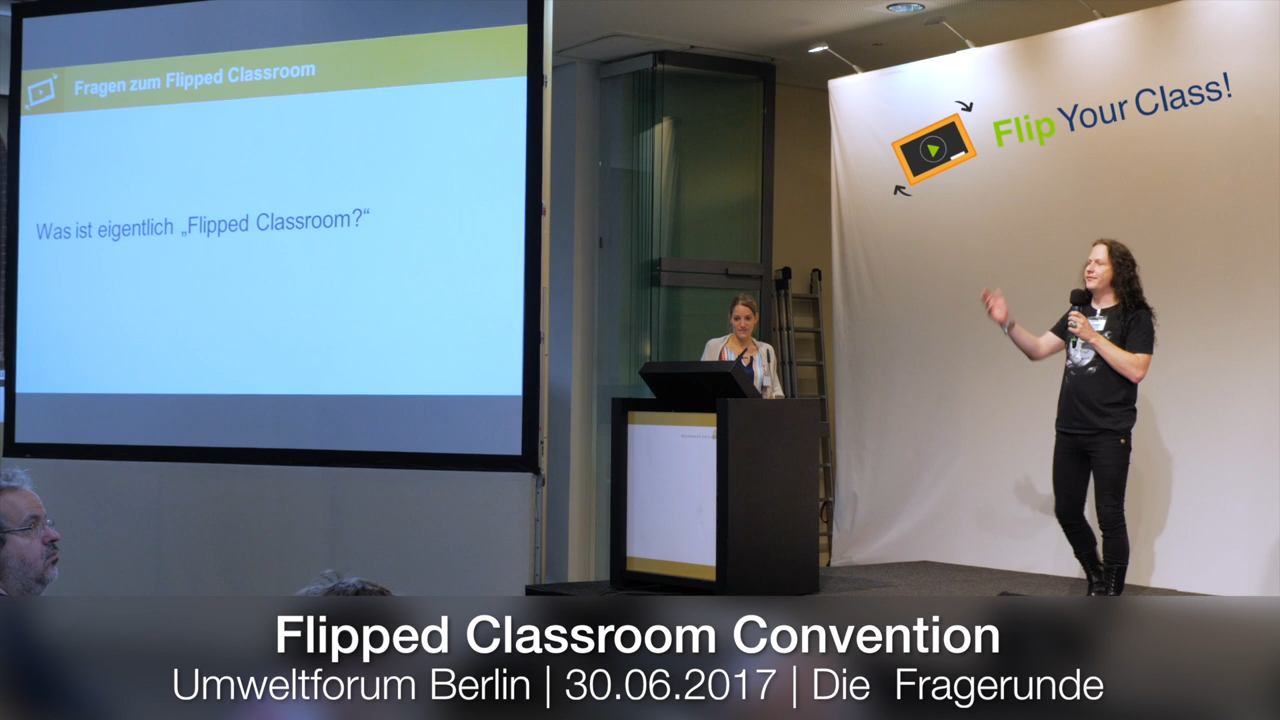 Fragen zum Flipped Classroom
Was ist eigentlich „Flipped Classroom?“
Flip Your Class!
Flipped Classroom Convention
Umweltforum Berlin | 30.06.2017 | Die Fragerunde